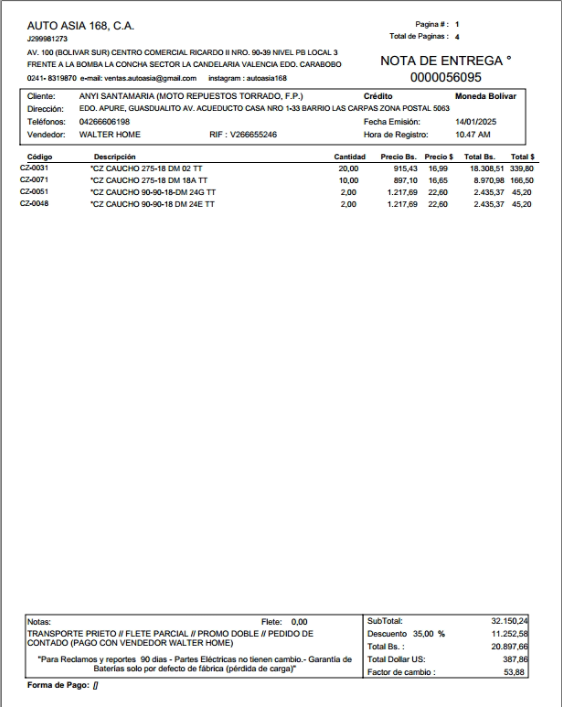 AUTO ASIA 168, C.A.
J299981273
AV. 100 (BOLIVAR SUR) CENTRO COMERCIAL RICARDO II NRO. 90-39 NIVEL PB LOCAL 3
FRENTE A LA BOMBA LA CONCHA SECTOR LA CANDELARIA VALENCIA EDO. CARABOBO
0241- 8319870 e-mail: ventas.autoasia@gmail.com instagram : autoasia168
Pagina # : 1
Total de Paginas : 4
NOTA DE ENTREGA °
0000056095
Cliente: ANYI SANTAMARIA (MOTO REPUESTOS TORRADO, F.P.) Crédito Moneda Bolivar
Dirección: EDO. APURE, GUASDUALITO AV. ACUEDUCTO CASA NRO 1-33 BARRIO LAS CARPAS ZONA POSTAL 5063
Teléfonos: 04266606198 Fecha Emisión: 14/01/2025
Vendedor: WALTER HOME RIF : V266655246 Hora de Registro: 10.47 AM
Código Descripción Cantidad Precio Bs. Precio $ Total Bs. Total $
CZ-0031 *CZ CAUCHO 275-18 DM 02 TT 20,00 915,43 16,99 18.308,51 339,80
CZ-0071 *CZ CAUCHO 275-18 DM 18A TT 10,00 897,10 16,65 8.970,98 166,50
CZ-0051 *CZ CAUCHO 90-90-18-DM 24G TT 2,00 1.217,69 22,60 2.435,37 45,20
CZ-0048 *CZ CAUCHO 90-90-18 DM 24E TT 2,00 1.217,69 22,60 2.435,37 45,20
Notas: Flete: 0,00
TRANSPORTE PRIETO // FLETE PARCIAL // PROMO DOBLE // PEDIDO DE
CONTADO (PAGO CON VENDEDOR WALTER HOME)
"Para Reclamos y reportes 90 dias - Partes Eléctricas no tienen cambio.- Garantia de
Baterías solo por defecto de fábrica (pérdida de carga)"
SubTotal: 32.150,24
Descuento 35,00 % 11.252,58
Total Bs. : 20.897,66
Total Dollar US: 387,86
Factor de cambio : 53,88
Forma de Pago: []